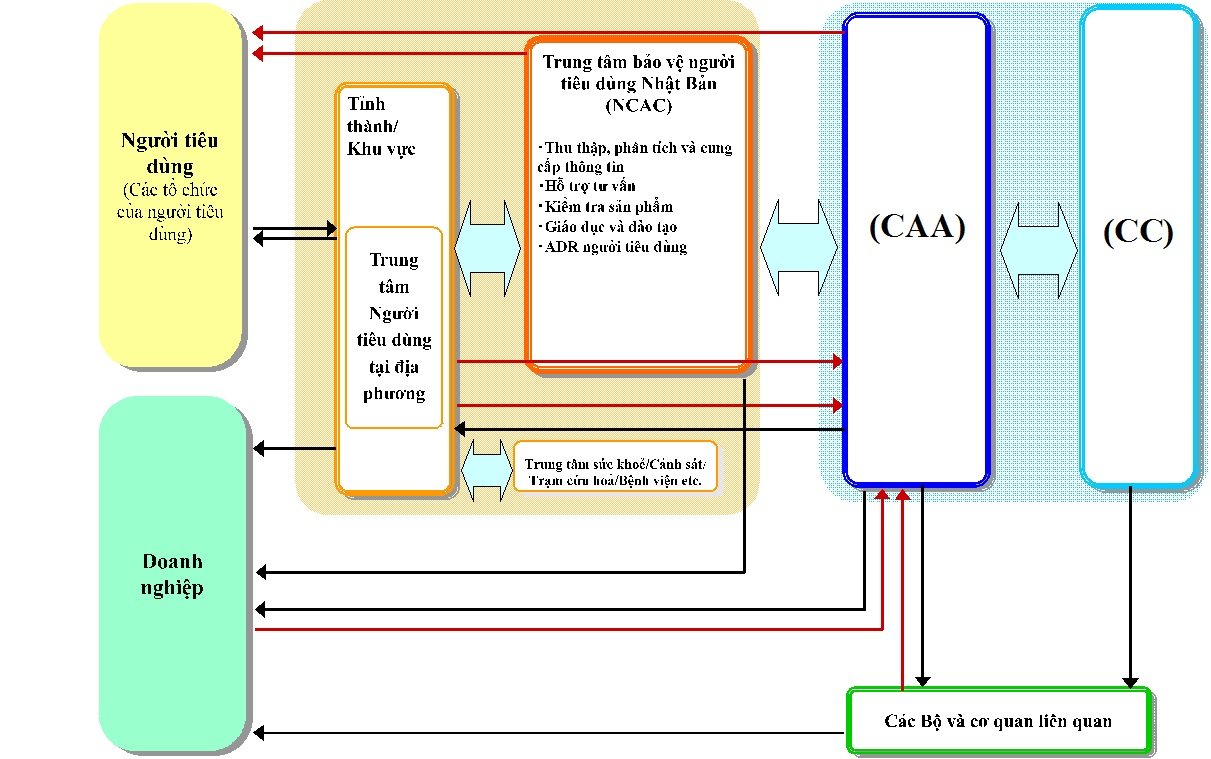 Người tiêu
dùng
(Các tổ chức
của người tiêu
dùng)
Doanh
nghiệp
Tỉnh
thành/
Khu vực
Trung
tâm
Người
tiêu dùng
tại địa
phương
Trung tâm bảo vệ người
tiêu dùng Nhật Bản
(NCAC)
・Thu thập, phân tích và cung
cấp thông tin
・Hỗ trợ tư vấn
・Kiểm tra sản phẩm
・Giáo dục và đào tạo
・ADR người tiêu dùng
Trung tâm sức khoẻ/Cảnh sát/
Trạm cứu hoả/Bệnh viện etc.
(CAA)
(CC)
Các Bộ và cơ quan liên quan